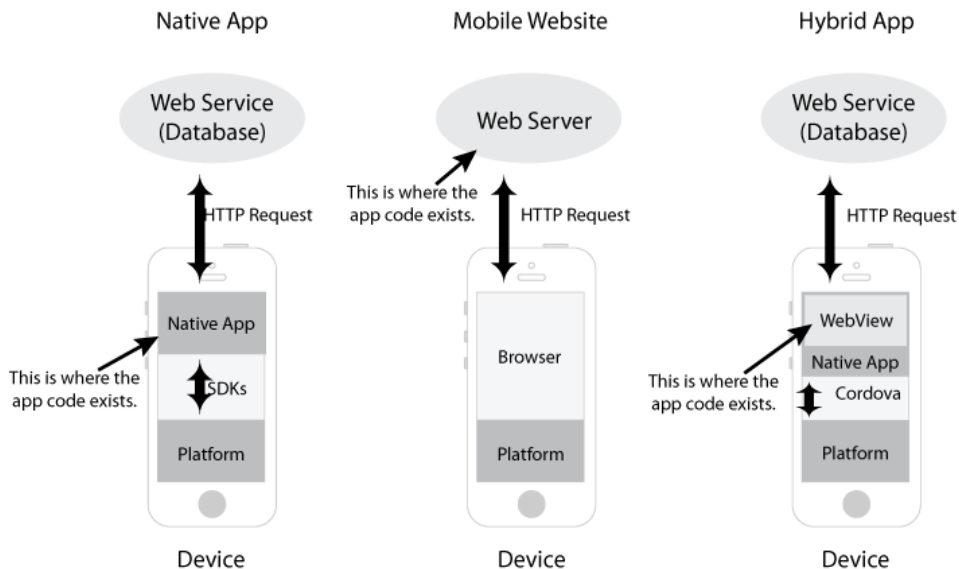 Native App
Web Service
(Database)
HTTP Request
Native App
This is where the
app code exists.
SDKs
Platform
Device
Mobile Website
Web Server
This is where the
app code exists.
HTTP Request
Browser
Platform
Device
Hybrid App
Web Service
(Database)
HTTP Request
WebView
Native App
This is where the
app code exists.
Cordova
Platform
Device